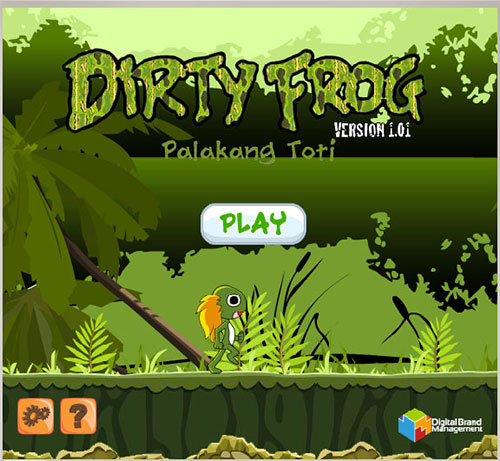 DIRTY FROG
VERSION 1.01
Palakang Toti
PLAY
?
Digital Brand
Management